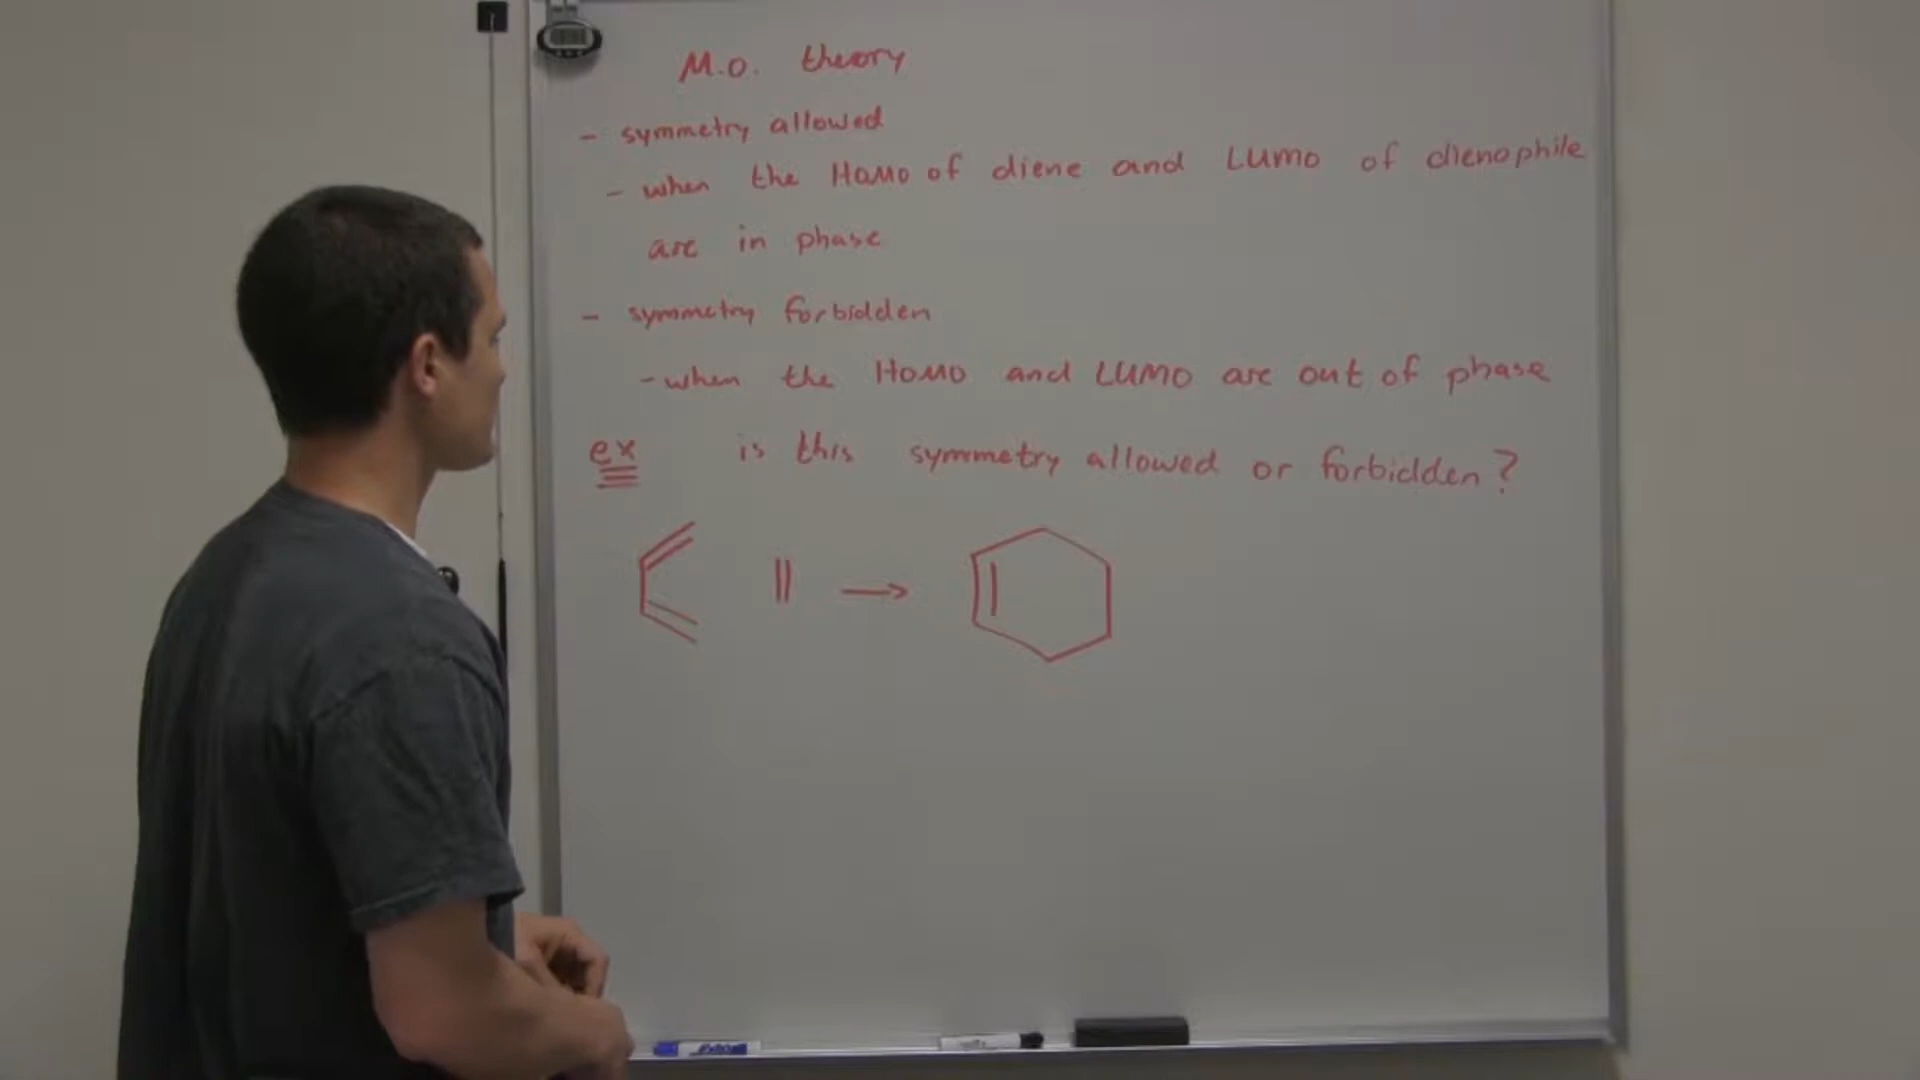 M.O. theory
- symmetry allowed
- when the HOMO of diene and LUMO of dienophile
are in phase
- symmetry forbidden
- when the HOMO and LUMO are out of phase
ex is this symmetry allowed or forbidden?